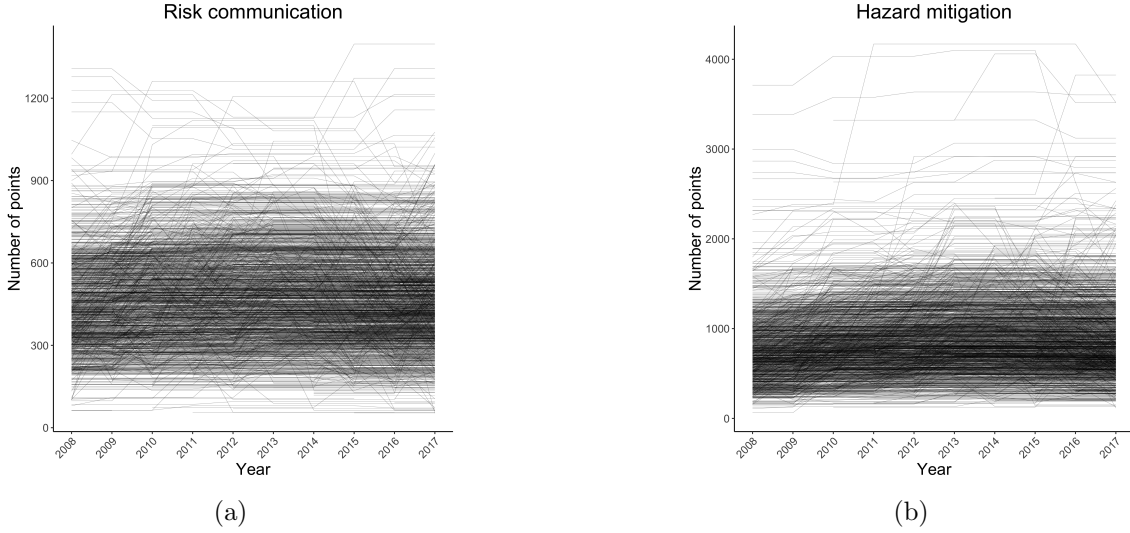 Risk communication
Number of points
1200
900
600
300
0
2008 2009 2010 2011 2012 2013 2014 2015 2016 2017
Year
(a)
Hazard mitigation
Number of points
4000
3000
2000
1000
0
2008 2009 2010 2011 2012 2013 2014 2015 2016 2017
Year
(b)